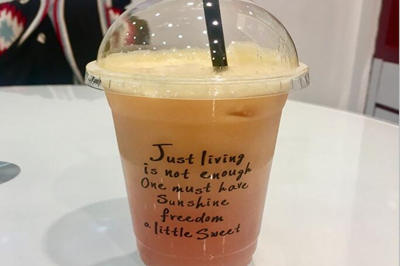 Just living
is not enough
One must have
Sunshine
freedom
a little Sweet